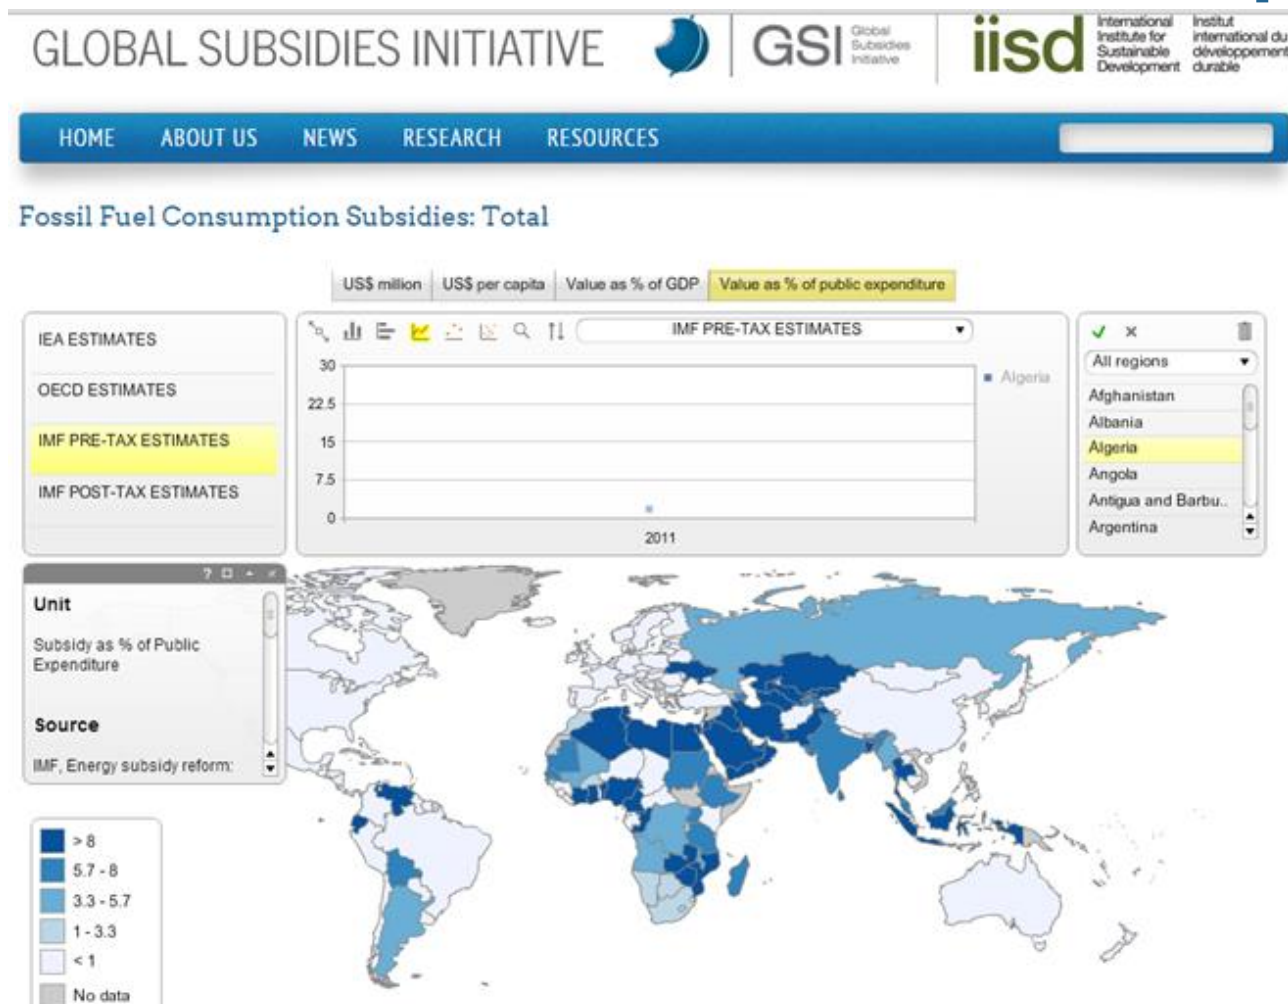 GLOBAL SUBSIDIES INITIATIVE
GSI
Global
Subsidies
Initiative
iisd
International
Institute for
Sustainable
Development
Institut
international du
développement
durable
HOME ABOUT US NEWS RESEARCH RESOURCES
Fossil Fuel Consumption Subsidies: Total
US$ million US$ per capita Value as % of GDP Value as % of public expenditure
IEA ESTIMATES
OECD ESTIMATES
IMF PRE-TAX ESTIMATES
IMF POST-TAX ESTIMATES
IMF PRE-TAX ESTIMATES
30
22.5
15
7.5
0
2011
Algeria
All regions
Afghanistan
Albania
Algeria
Angola
Antigua and Barbu..
Argentina
?
Unit
Subsidy as % of Public
Expenditure
Source
IMF, Energy subsidy reform:
> 8
5.7 - 8
3.3 - 5.7
1 - 3.3
< 1
No data